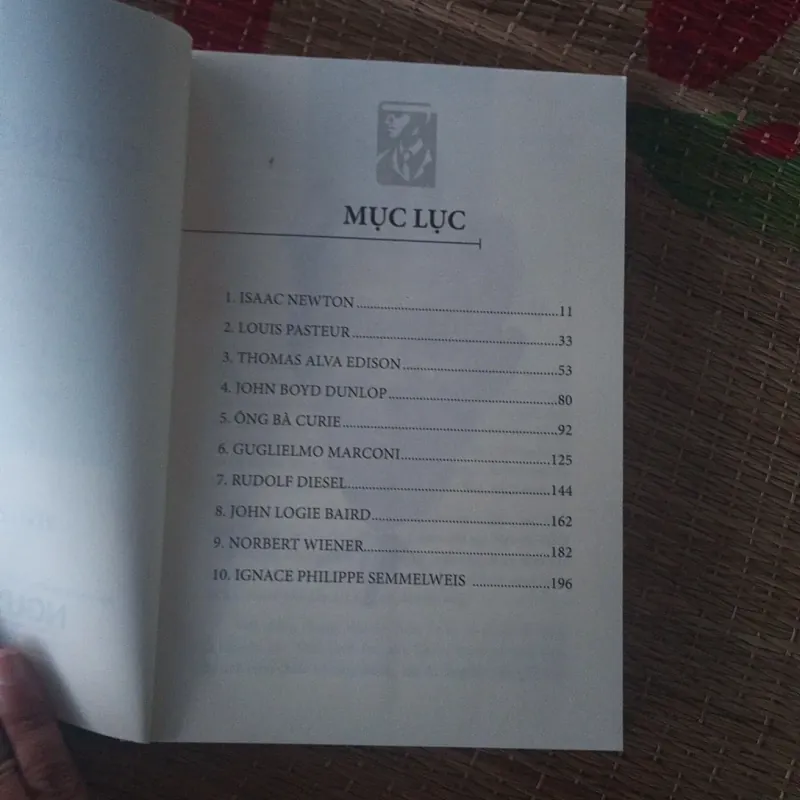 MỤC LỤC
1. ISAAC NEWTON........................................................11
2. LOUIS PASTEUR........................................................33
3. THOMAS ALVA EDISON........................................53
4. JOHN BOYD DUNLOP............................................80
5. ÔNG BÀ CURIE........................................................92
6. GUGLIELMO MARCONI........................................125
7. RUDOLF DIESEL........................................................144
8. JOHN LOGIE BAIRD................................................162
9. NORBERT WIENER..................................................182
10. IGNACE PHILIPPE SEMMELWEIS ......................196